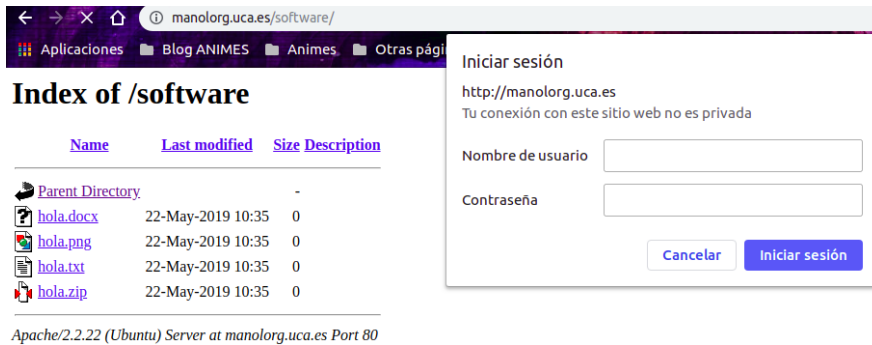 manolorg.uca.es/software/
Aplicaciones Blog ANIMES Animes Otras pági
Index of /software
Name Last modified Size Description
Parent Directory -
hola.docx 22-May-2019 10:35 0
hola.png 22-May-2019 10:35 0
hola.txt 22-May-2019 10:35 0
hola.zip 22-May-2019 10:35 0
Apache/2.2.22 (Ubuntu) Server at manolorg.uca.es Port 80
Iniciar sesión
http://manolorg.uca.es
Tu conexión con este sitio web no es privada
Nombre de usuario
Contraseña
Cancelar Iniciar sesión